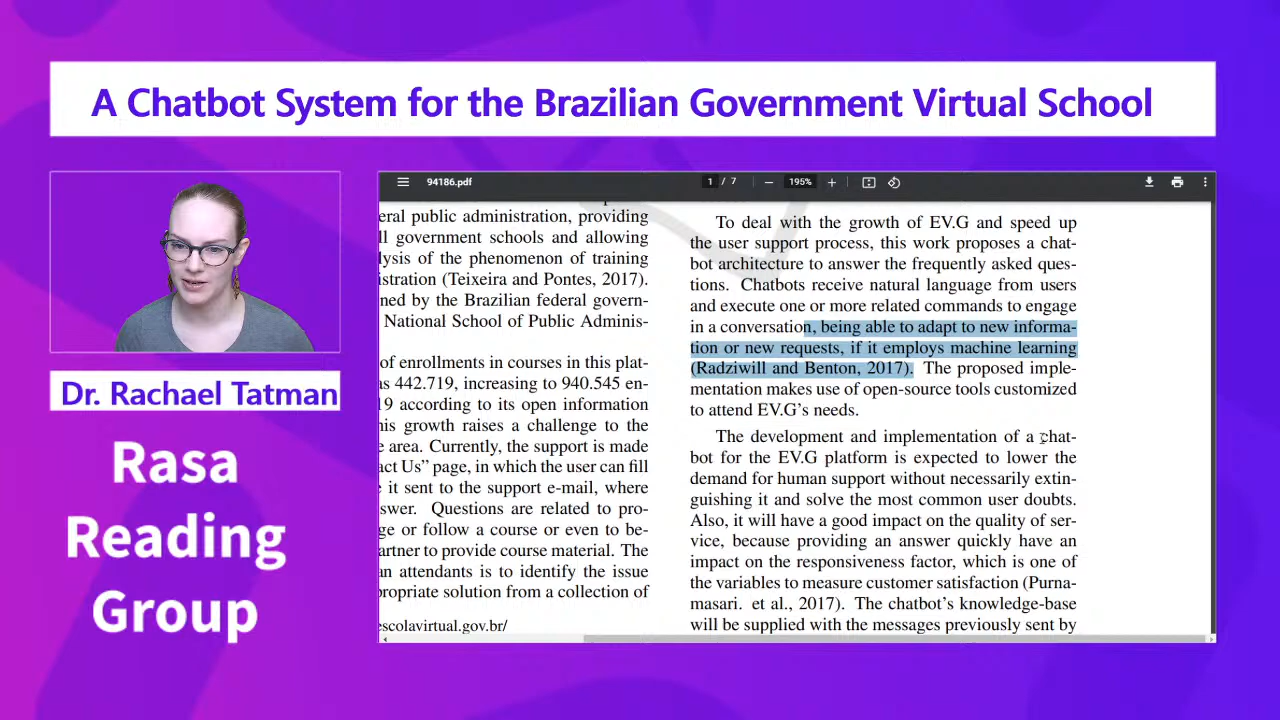 A Chatbot System for the Brazilian Government Virtual School
94186.pdf
1 / 7
195%
eral public administration, providing
ll government schools and allowing
lysis of the phenomenon of training
istration (Teixeira and Pontes, 2017).
ned by the Brazilian federal govern-
National School of Public Adminis-
of enrollments in courses in this plat-
as 442.719, increasing to 940.545 en-
19 according to its open information
his growth raises a challenge to the
e area. Currently, the support is made
act Us” page, in which the user can fill
e it sent to the support e-mail, where
swer. Questions are related to pro-
ge or follow a course or even to be-
artner to provide course material. The
an attendants is to identify the issue
propriate solution from a collection of
escolavirtual.gov.br/
To deal with the growth of EV.G and speed up
the user support process, this work proposes a chat-
bot architecture to answer the frequently asked ques-
tions. Chatbots receive natural language from users
and execute one or more related commands to engage
in a conversation, being able to adapt to new informa-
tion or new requests, if it employs machine learning
(Radziwill and Benton, 2017). The proposed imple-
mentation makes use of open-source tools customized
to attend EV.G’s needs.
The development and implementation of a chat-
bot for the EV.G platform is expected to lower the
demand for human support without necessarily extin-
guishing it and solve the most common user doubts.
Also, it will have a good impact on the quality of ser-
vice, because providing an answer quickly have an
impact on the responsiveness factor, which is one of
the variables to measure customer satisfaction (Purna-
masari. et al., 2017). The chatbot’s knowledge-base
will be supplied with the messages previously sent by
Dr. Rachael Tatman
Rasa
Reading
Group